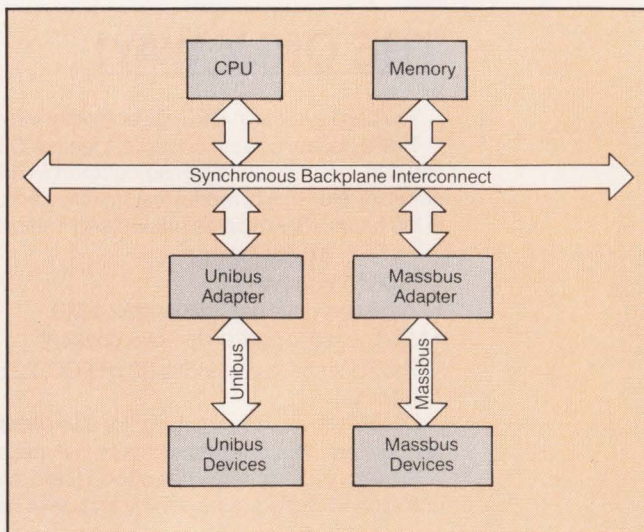 CPU
Memory
Synchronous Backplane Interconnect
Unibus
Adapter
Massbus
Adapter
Unibus
Massbus
Unibus
Devices
Massbus
Devices